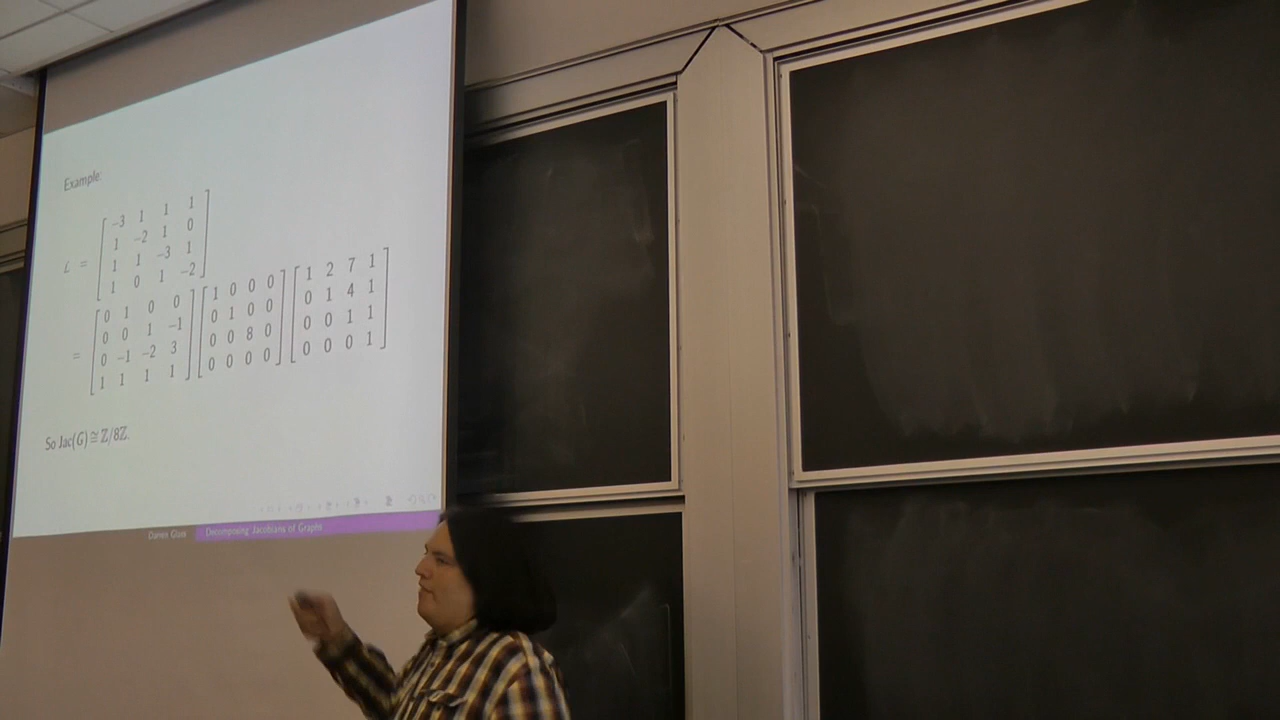 Example:
-3 1 1 1
1 -2 1 0
L =
1 1 -3 1
1 0 1 -2
0 1 0 0 1 0 0 0 1 2 7 1
0 0 1 -1 0 1 0 0 0 1 4 1
=
0 -1 -2 3 0 0 8 0 0 0 1 1
1 1 1 1 0 0 0 0 0 0 0 1
So Jac(G) ≅ Z/8Z.
Darren Glass Decomposing Jacobians of Graphs